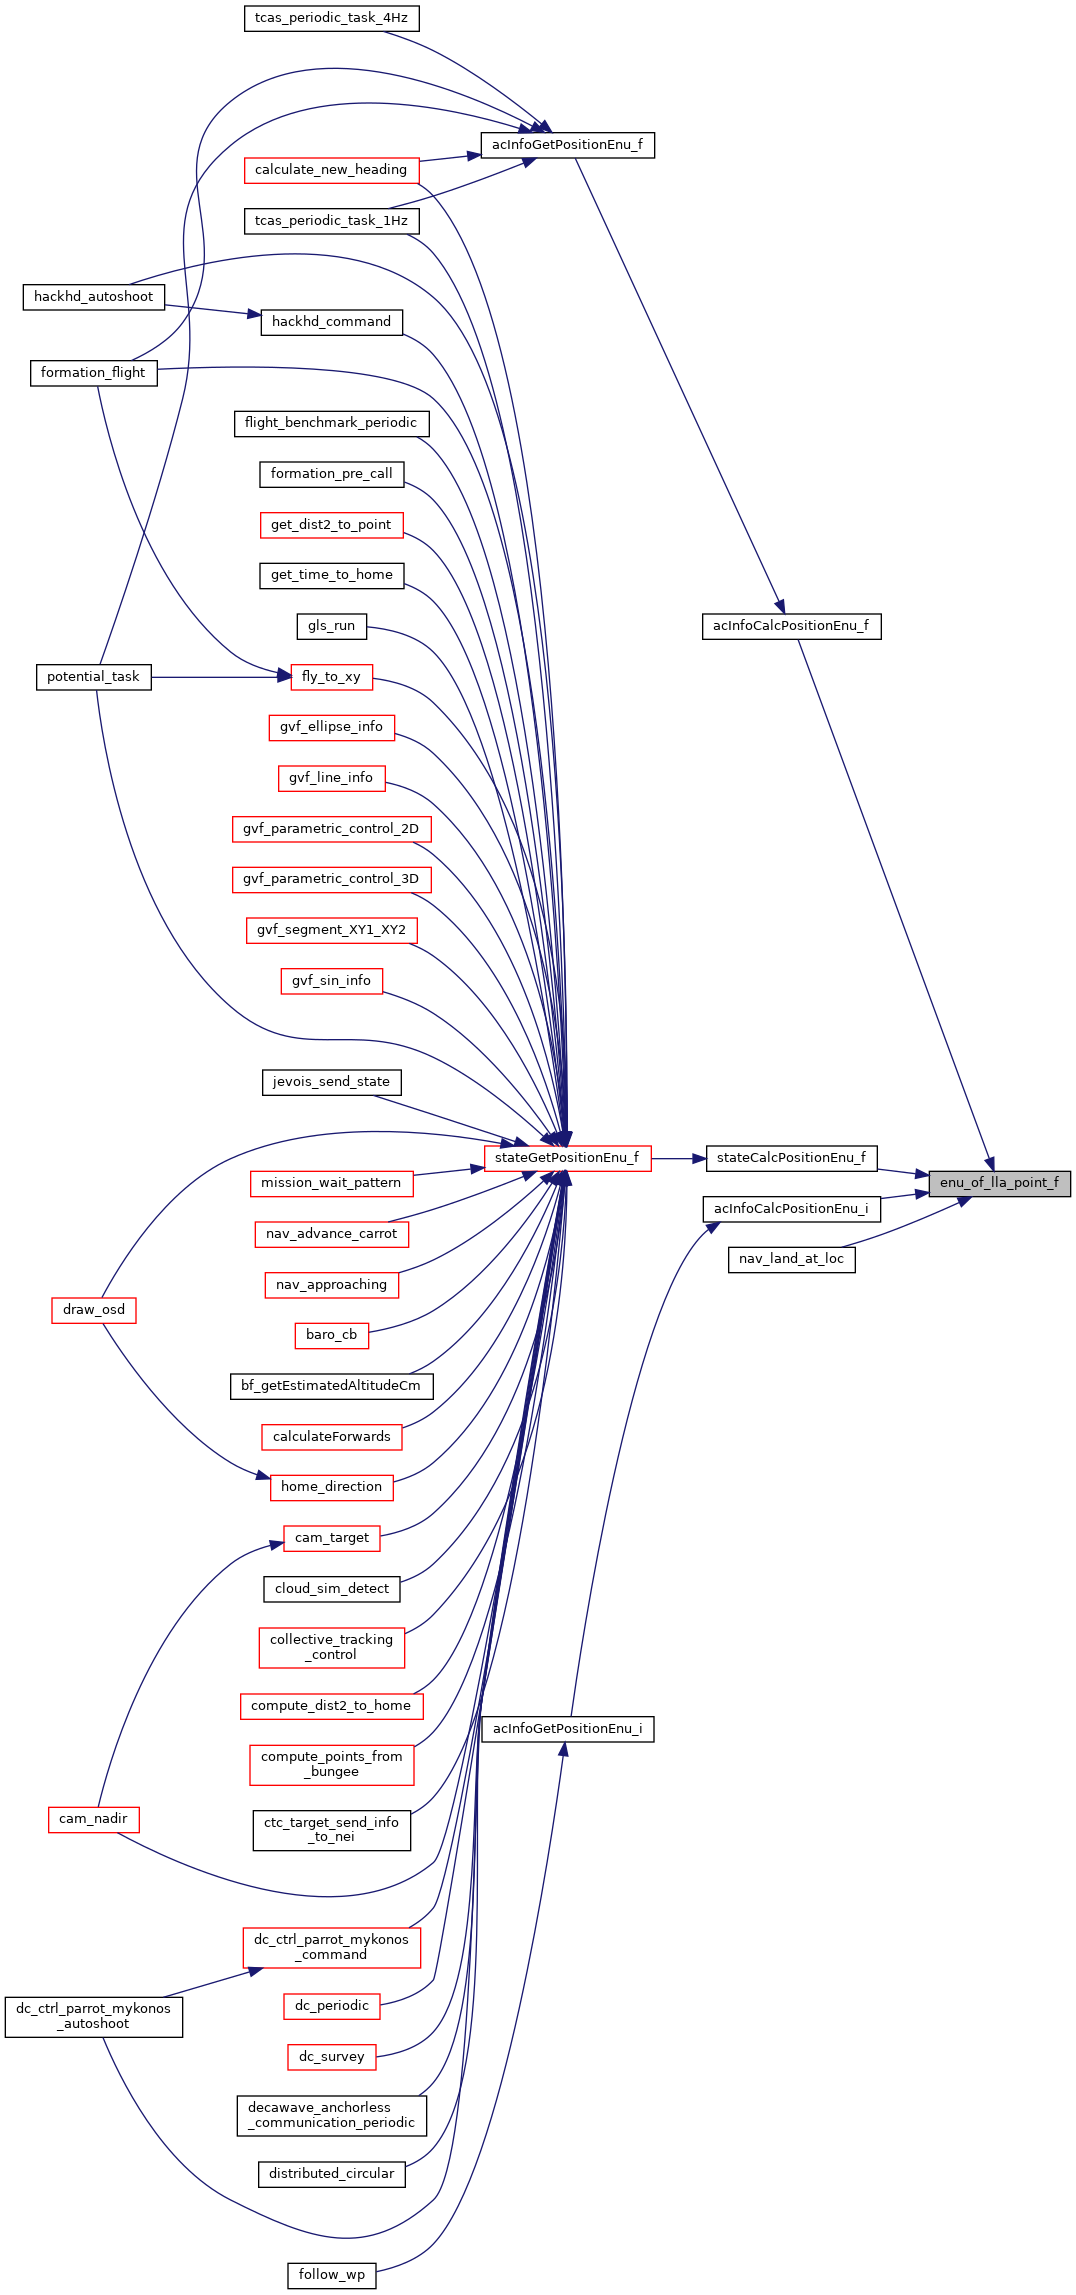 tcas_periodic_task_4Hz
acInfoGetPositionEnu_f
calculate_new_heading
tcas_periodic_task_1Hz
hackhd_autoshoot
hackhd_command
formation_flight
flight_benchmark_periodic
formation_pre_call
get_dist2_to_point
get_time_to_home
gls_run
acInfoCalcPositionEnu_f
potential_task
fly_to_xy
gvf_ellipse_info
gvf_line_info
gvf_parametric_control_2D
gvf_parametric_control_3D
gvf_segment_XY1_XY2
gvf_sin_info
jevois_send_state
stateGetPositionEnu_f
stateCalcPositionEnu_f
enu_of_lla_point_f
mission_wait_pattern
acInfoCalcPositionEnu_i
nav_advance_carrot
nav_land_at_loc
nav_approaching
draw_osd
baro_cb
bf_getEstimatedAltitudeCm
calculateForwards
home_direction
cam_target
cloud_sim_detect
collective_tracking
_control
compute_dist2_to_home
acInfoGetPositionEnu_i
compute_points_from
_bungee
cam_nadir
ctc_target_send_info
_to_nei
dc_ctrl_parrot_mykonos
_command
dc_periodic
dc_ctrl_parrot_mykonos
_autoshoot
dc_survey
decawave_anchorless
_communication_periodic
distributed_circular
follow_wp